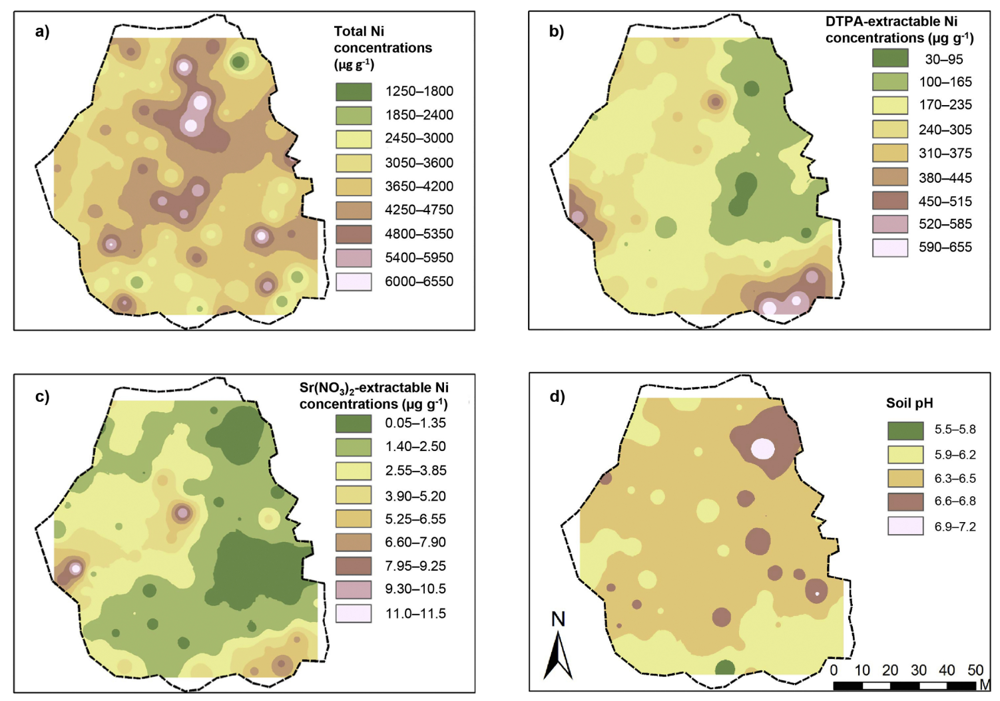 a)
Total Ni
concentrations
(µg g-1)
1250–1800
1850–2400
2450–3000
3050–3600
3650–4200
4250–4750
4800–5350
5400–5950
6000–6550
b)
DTPA-extractable Ni
concentrations (µg g-1)
30–95
100–165
170–235
240–305
310–375
380–445
450–515
520–585
590–655
c)
Sr(NO3)2-extractable Ni
concentrations (µg g-1)
0.05–1.35
1.40–2.50
2.55–3.85
3.90–5.20
5.25–6.55
6.60–7.90
7.95–9.25
9.30–10.5
11.0–11.5
d)
Soil pH
5.5–5.8
5.9–6.2
6.3–6.5
6.6–6.8
6.9–7.2
N
0 10 20 30 40 50
M